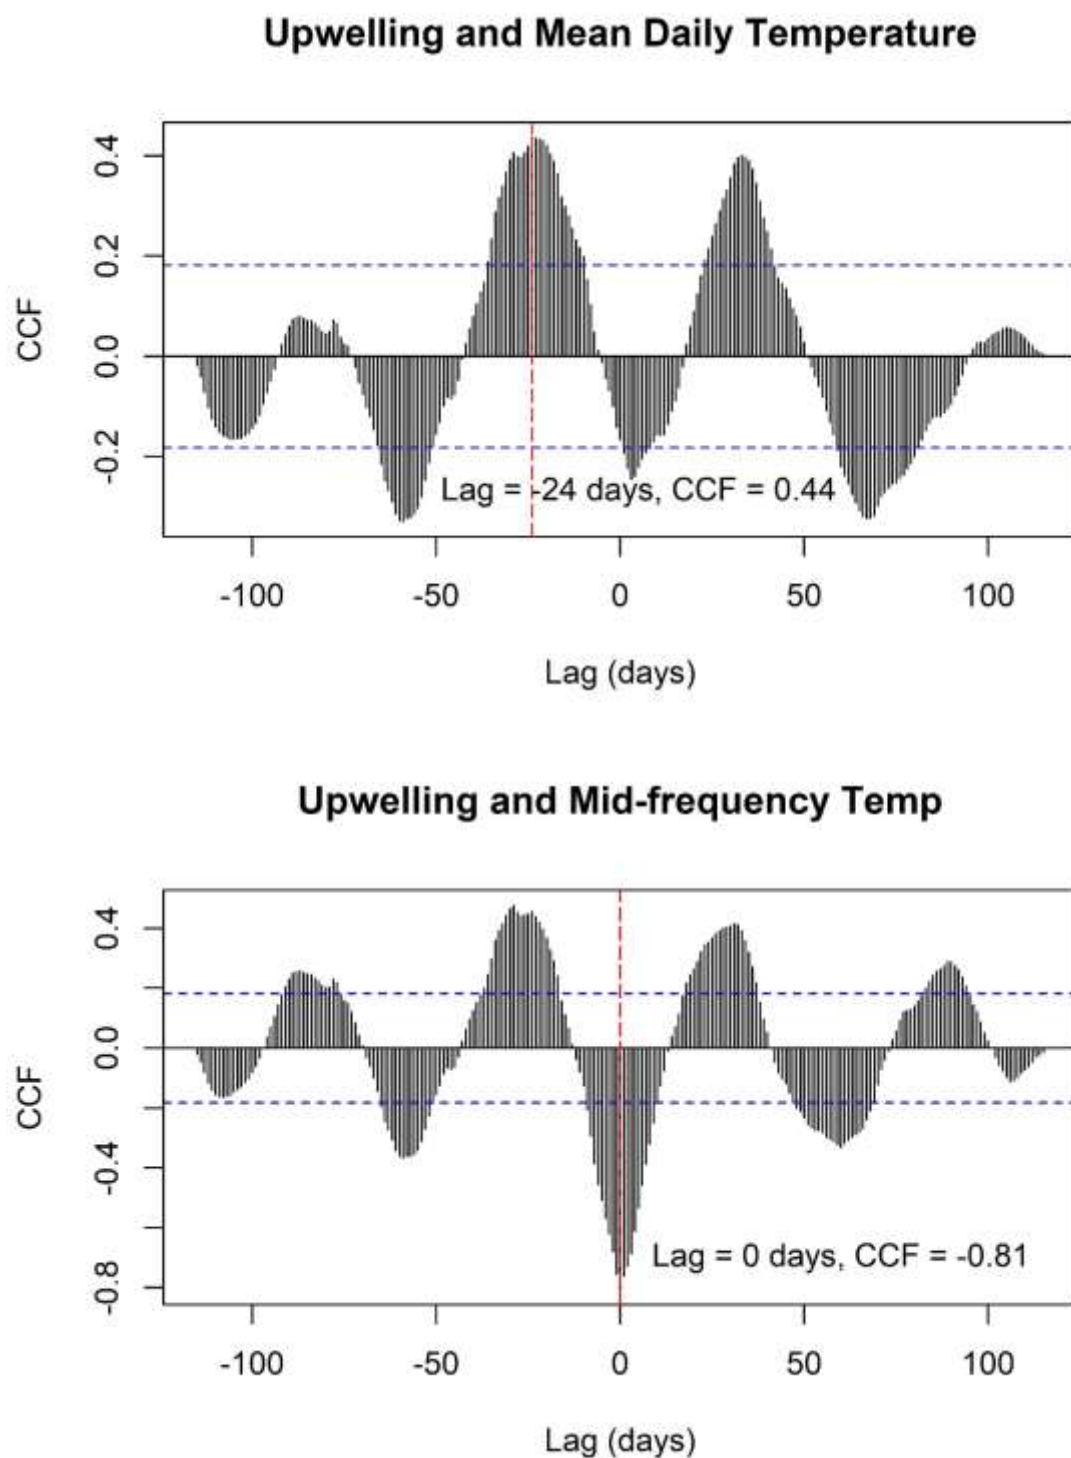 Upwelling and Mean Daily Temperature
0.4
0.2
0.0
-0.2
CCF
Lag = -24 days, CCF = 0.44
-100 -50 0 50 100
Lag (days)
Upwelling and Mid-frequency Temp
0.4
0.0
-0.4
-0.8
CCF
Lag = 0 days, CCF = -0.81
-100 -50 0 50 100
Lag (days)